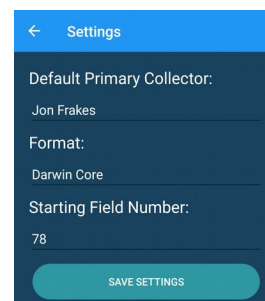 Settings
Default Primary Collector:
Jon Frakes
Format:
Darwin Core
Starting Field Number:
78
SAVE SETTINGS